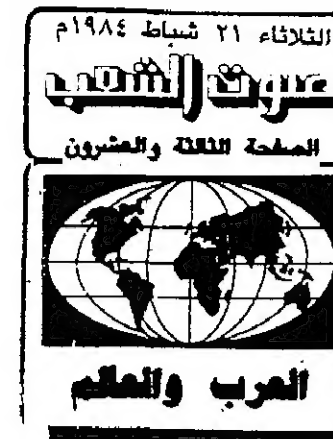 الثلاثاء ٢١ شباط ١٩٨٤م
صوت الشعب
الصفحة الثالثة والعشرون
العرب والعالم